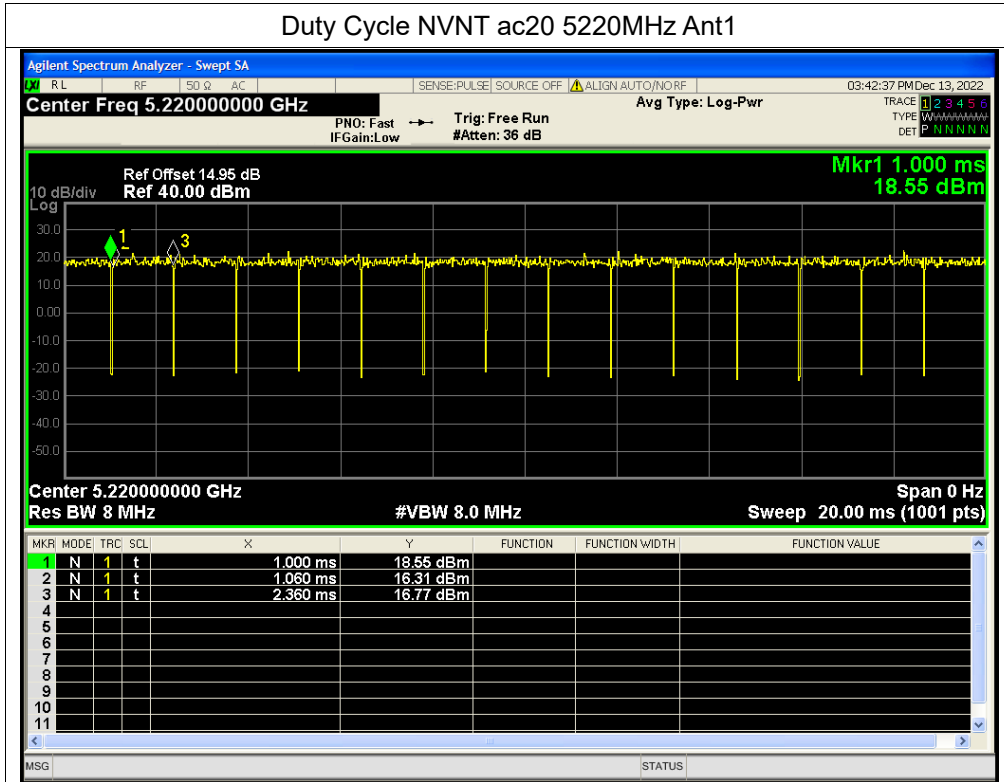 Duty Cycle NVNT ac20 5220MHz Ant1
Agilent Spectrum Analyzer - Swept SA
LXI RL RF 50 Ω AC SENSE:PULSE SOURCE OFF ALIGN AUTO/NO RF 03:42:37 PM Dec 13, 2022
Center Freq 5.220000000 GHz Avg Type: Log-Pwr TRACE 1 2 3 4 5 6
PNO: Fast Trig: Free Run TYPE W
IFGain:Low #Atten: 36 dB DET P N N N N N
Mkr1 1.000 ms
Ref Offset 14.95 dB
10 dB/div Ref 40.00 dBm 18.55 dBm
Log
30.0
1
2
3
20.0
10.0
0.00
-10.0
-20.0
-30.0
-40.0
-50.0
Center 5.220000000 GHz Span 0 Hz
Res BW 8 MHz #VBW 8.0 MHz Sweep 20.00 ms (1001 pts)
MKR MODE TRC SCL X Y FUNCTION FUNCTION WIDTH FUNCTION VALUE
1 N 1 t 1.000 ms 18.55 dBm
2 N 1 t 1.060 ms 16.31 dBm
3 N 1 t 2.360 ms 16.77 dBm
4
5
6
7
8
9
10
11
MSG STATUS